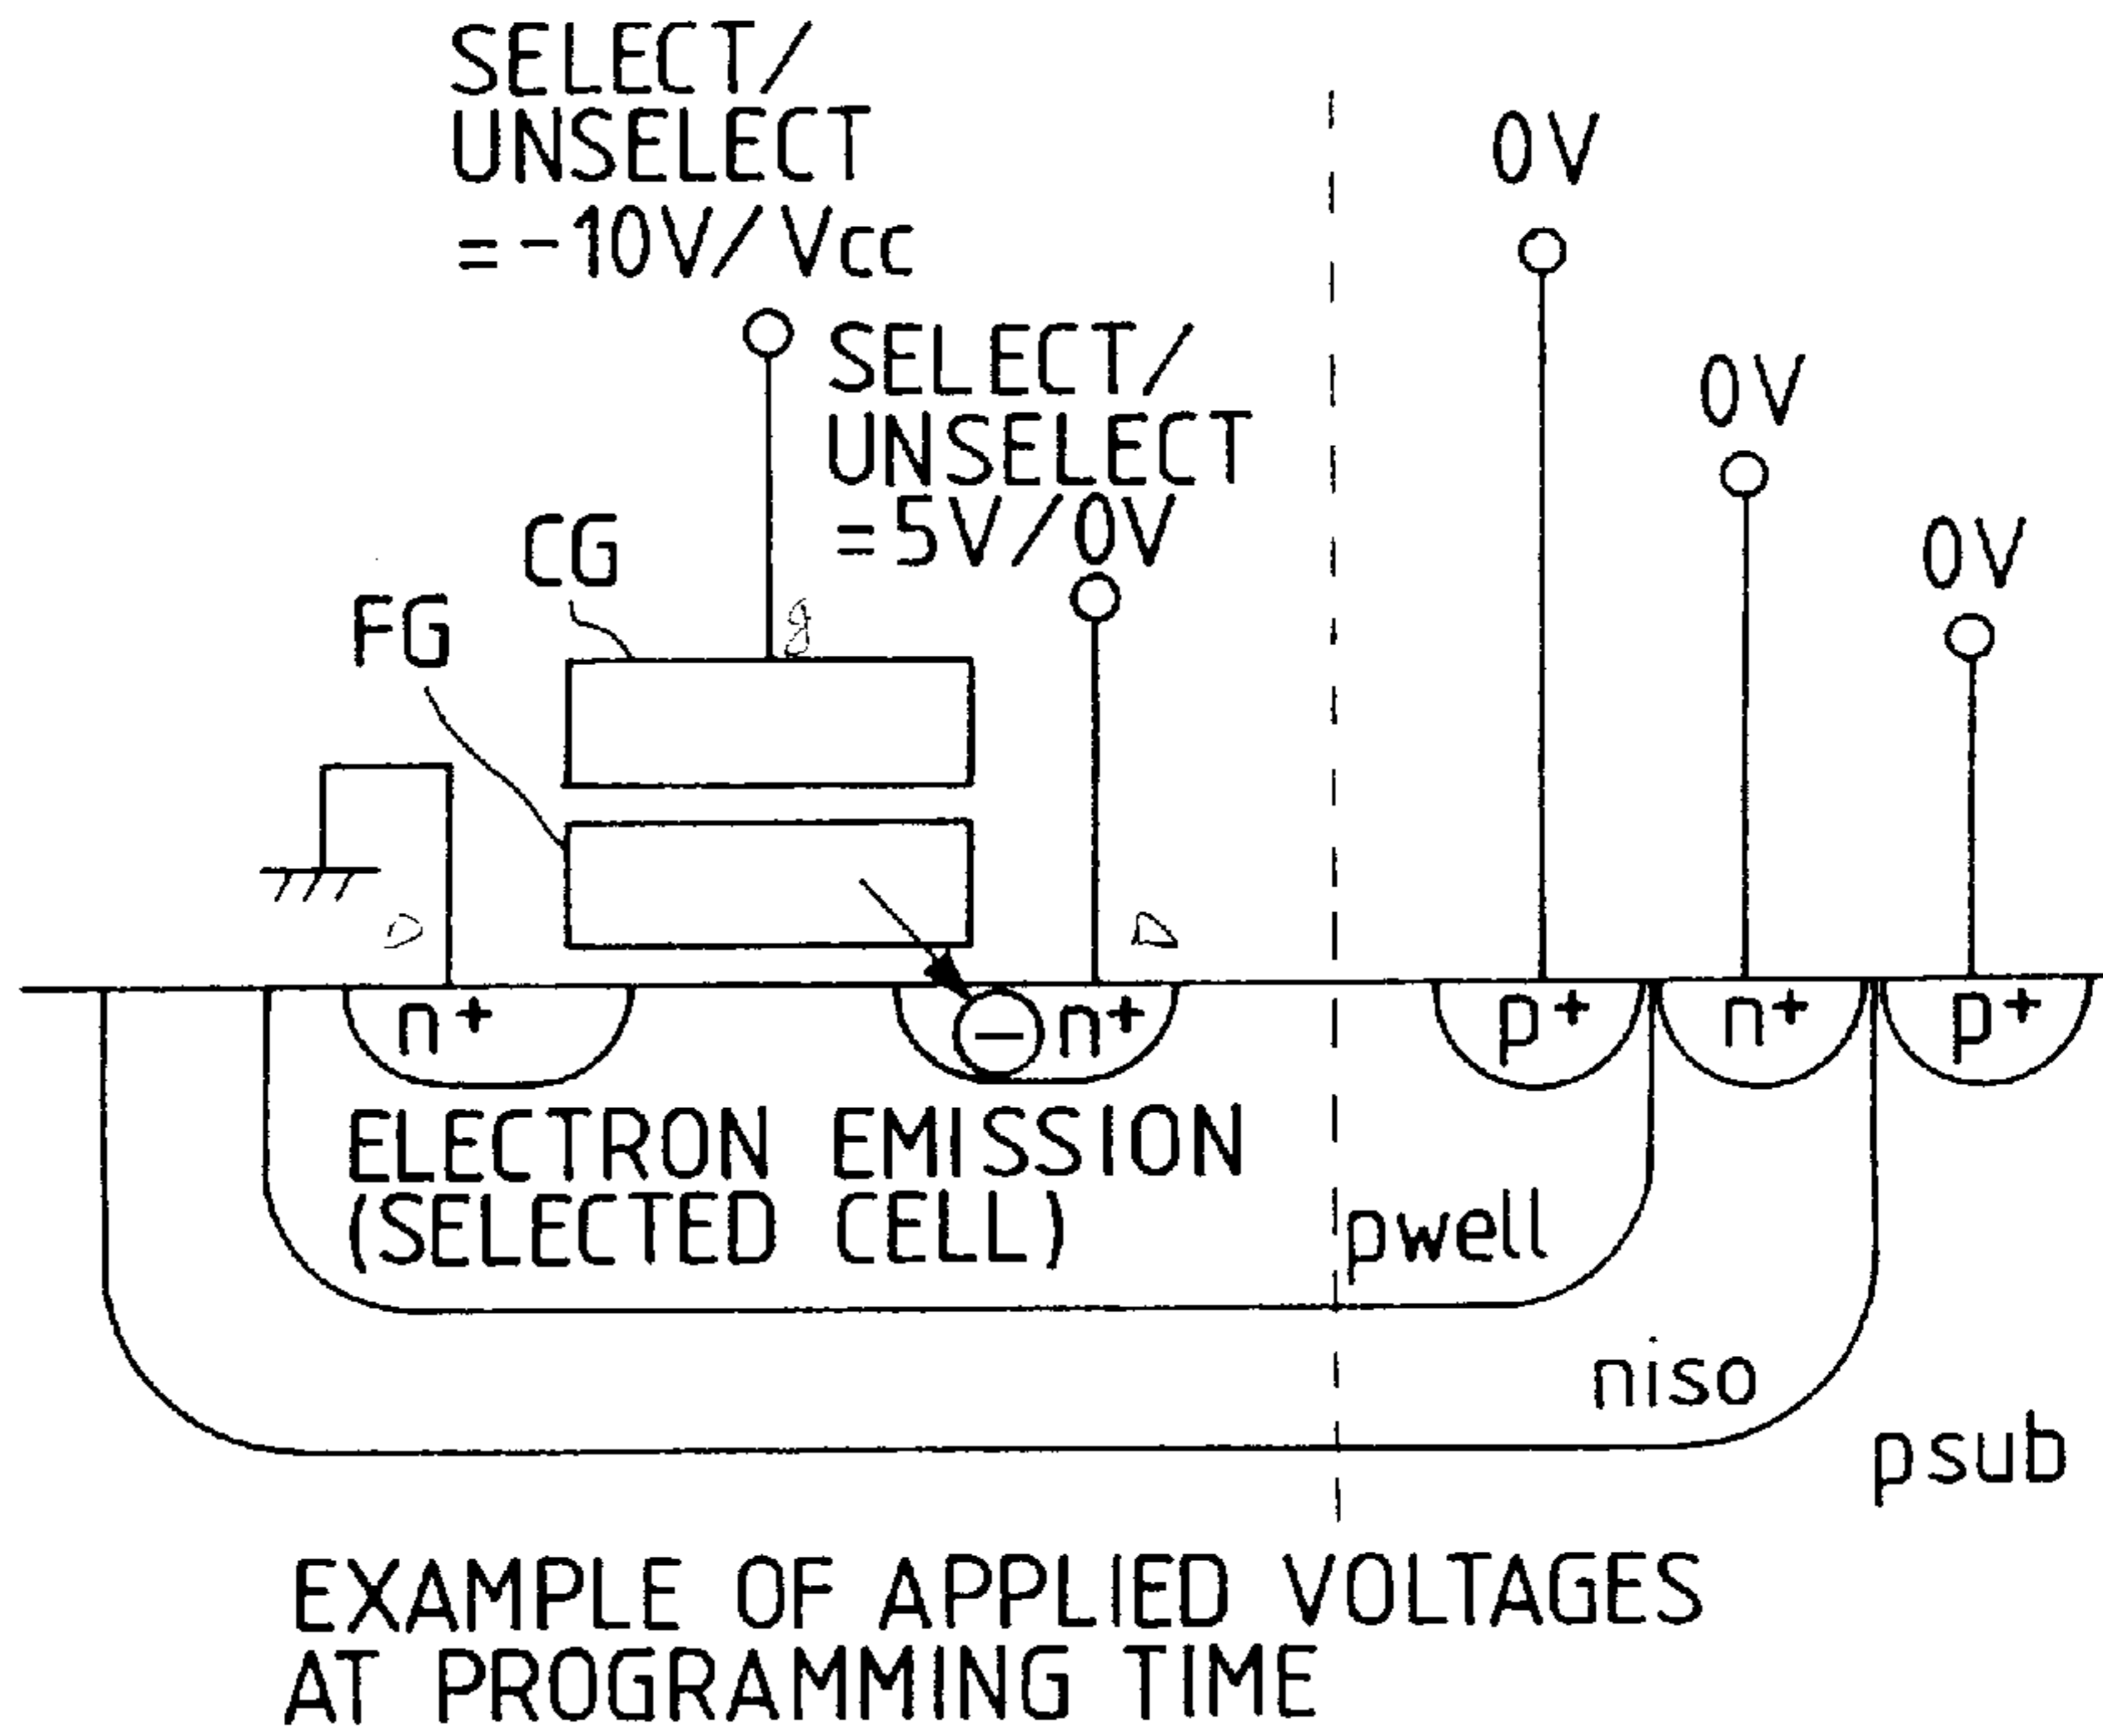 SELECT/
UNSELECT
=-10V/Vcc
SELECT/
UNSELECT
=5V/0V
0V
0V
0V
CG
FG
n+
− n+
p+
n+
p+
ELECTRON EMISSION
(SELECTED CELL)
pwell
niso
psub
EXAMPLE OF APPLIED VOLTAGES
AT PROGRAMMING TIME